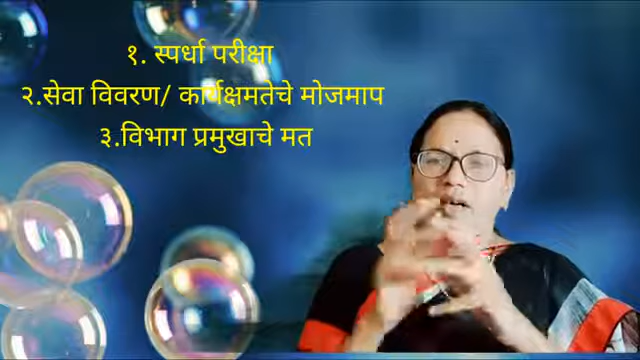 १. स्पर्धा परीक्षा
२.सेवा विवरण/ कार्यक्षमतेचे मोजमाप
३.विभाग प्रमुखाचे मत